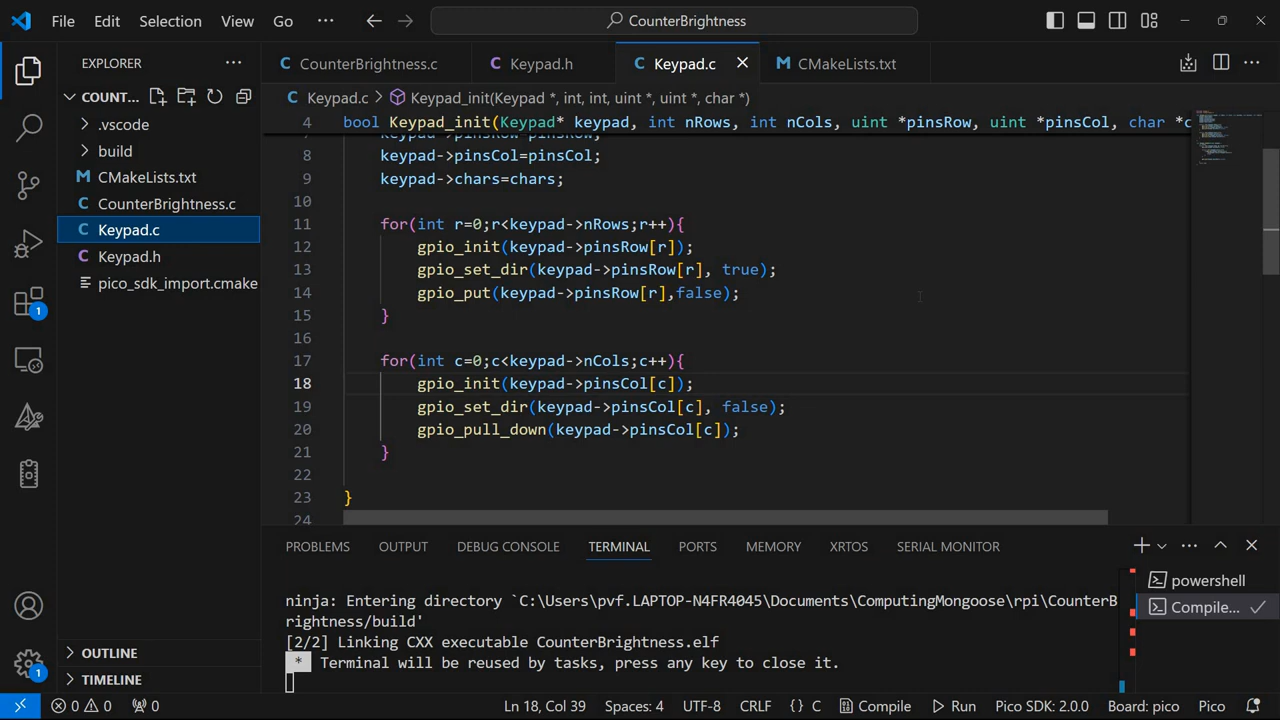 File Edit Selection View Go ··· CounterBrightness
EXPLORER ···
COUNT...
.vscode
build
CMakeLists.txt
CounterBrightness.c
Keypad.c
Keypad.h
pico_sdk_import.cmake
OUTLINE
TIMELINE
1
1
CounterBrightness.c Keypad.h Keypad.c CMakeLists.txt ···
Keypad.c > Keypad_init(Keypad *, int, int, uint *, uint *, char *)
4 bool Keypad_init(Keypad* keypad, int nRows, int nCols, uint *pinsRow, uint *pinsCol, char *c
8 keypad->pinsCol=pinsCol;
9 keypad->chars=chars;
10
11 for(int r=0;r<keypad->nRows;r++){
12 gpio_init(keypad->pinsRow[r]);
13 gpio_set_dir(keypad->pinsRow[r], true);
14 gpio_put(keypad->pinsRow[r],false);
15 }
16
17 for(int c=0;c<keypad->nCols;c++){
18 gpio_init(keypad->pinsCol[c]);
19 gpio_set_dir(keypad->pinsCol[c], false);
20 gpio_pull_down(keypad->pinsCol[c]);
21 }
22
23 }
24
PROBLEMS OUTPUT DEBUG CONSOLE TERMINAL PORTS MEMORY XRTOS SERIAL MONITOR ···
ninja: Entering directory `C:\Users\pvf.LAPTOP-N4FR4045\Documents\ComputingMongoose\rpi\CounterB
rightness/build'
[2/2] Linking CXX executable CounterBrightness.elf
* Terminal will be reused by tasks, press any key to close it.
powershell
Compile...
0 0 0 Ln 18, Col 39 Spaces: 4 UTF-8 CRLF {} C Compile Run Pico SDK: 2.0.0 Board: pico Pico